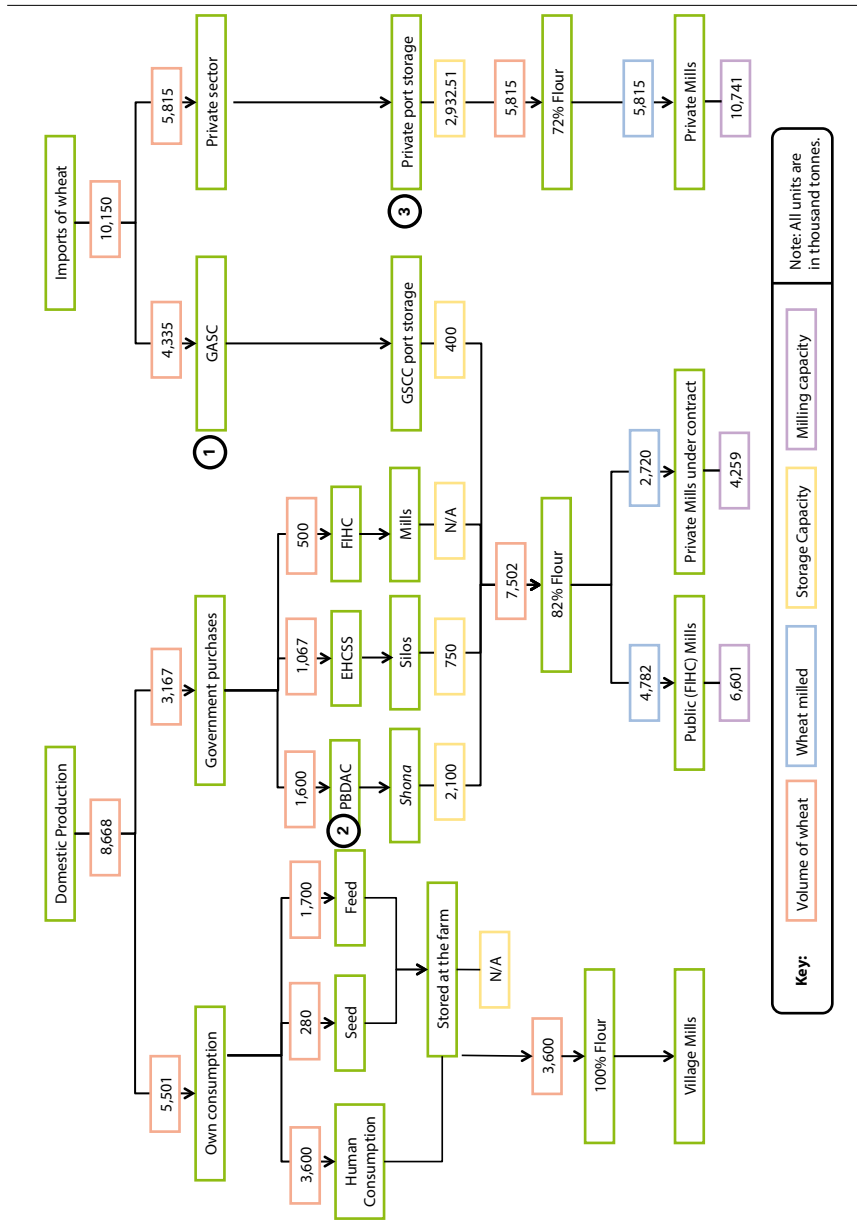 Domestic Production
8,668
5,501
Own consumption
3,600
Human
Consumption
280
Seed
1,700
Feed
Stored at the farm
N/A
3,600
100% Flour
Village Mills
3,167
Government purchases
1,600
2
PBDAC
Shona
2,100
1,067
EHCSS
Silos
750
500
FIHC
Mills
N/A
Imports of wheat
10,150
4,335
1
GASC
GSCC port storage
400
7,502
82% Flour
4,782
Public (FIHC) Mills
6,601
2,720
Private Mills under contract
4,259
5,815
Private sector
3
Private port storage
2,932.51
5,815
72% Flour
5,815
Private Mills
10,741
Key:
Volume of wheat
Wheat milled
Storage Capacity
Milling capacity
Note: All units are
in thousand tonnes.